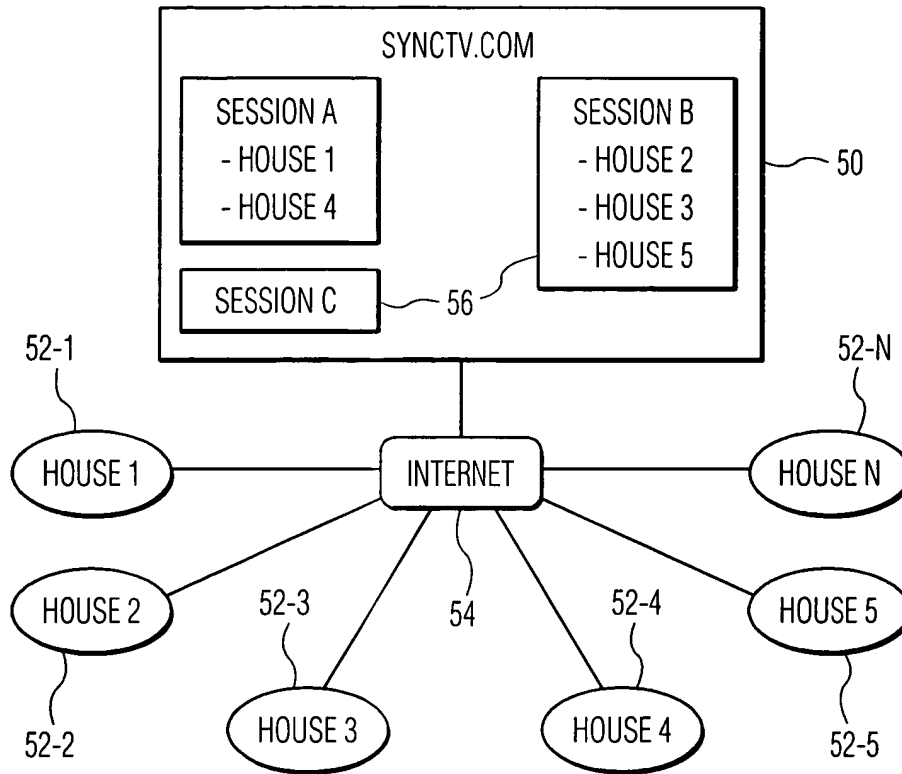 SYNCTV.COM
SESSION A
- HOUSE 1
- HOUSE 4
SESSION B
- HOUSE 2
- HOUSE 3
- HOUSE 5
50
SESSION C
56
52-1
52-N
HOUSE 1
INTERNET
HOUSE N
54
HOUSE 2
52-3
52-4
HOUSE 5
52-2
HOUSE 3
HOUSE 4
52-5